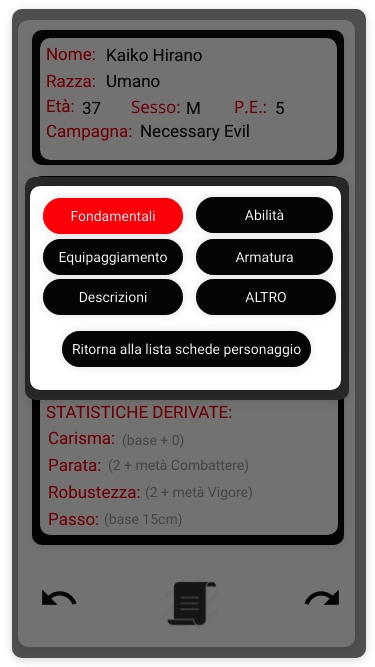 Nome: Kaiko Hirano
Razza: Umano
Età: 37 Sesso: M P.E.: 5
Campagna: Necessary Evil
Fondamentali Abilità
Equipaggiamento Armatura
Descrizioni ALTRO
Ritorna alla lista schede personaggio
STATISTICHE DERIVATE:
Carisma: (base + 0)
Parata: (2 + metà Combattere)
Robustezza: (2 + metà Vigore)
Passo: (base 15cm)